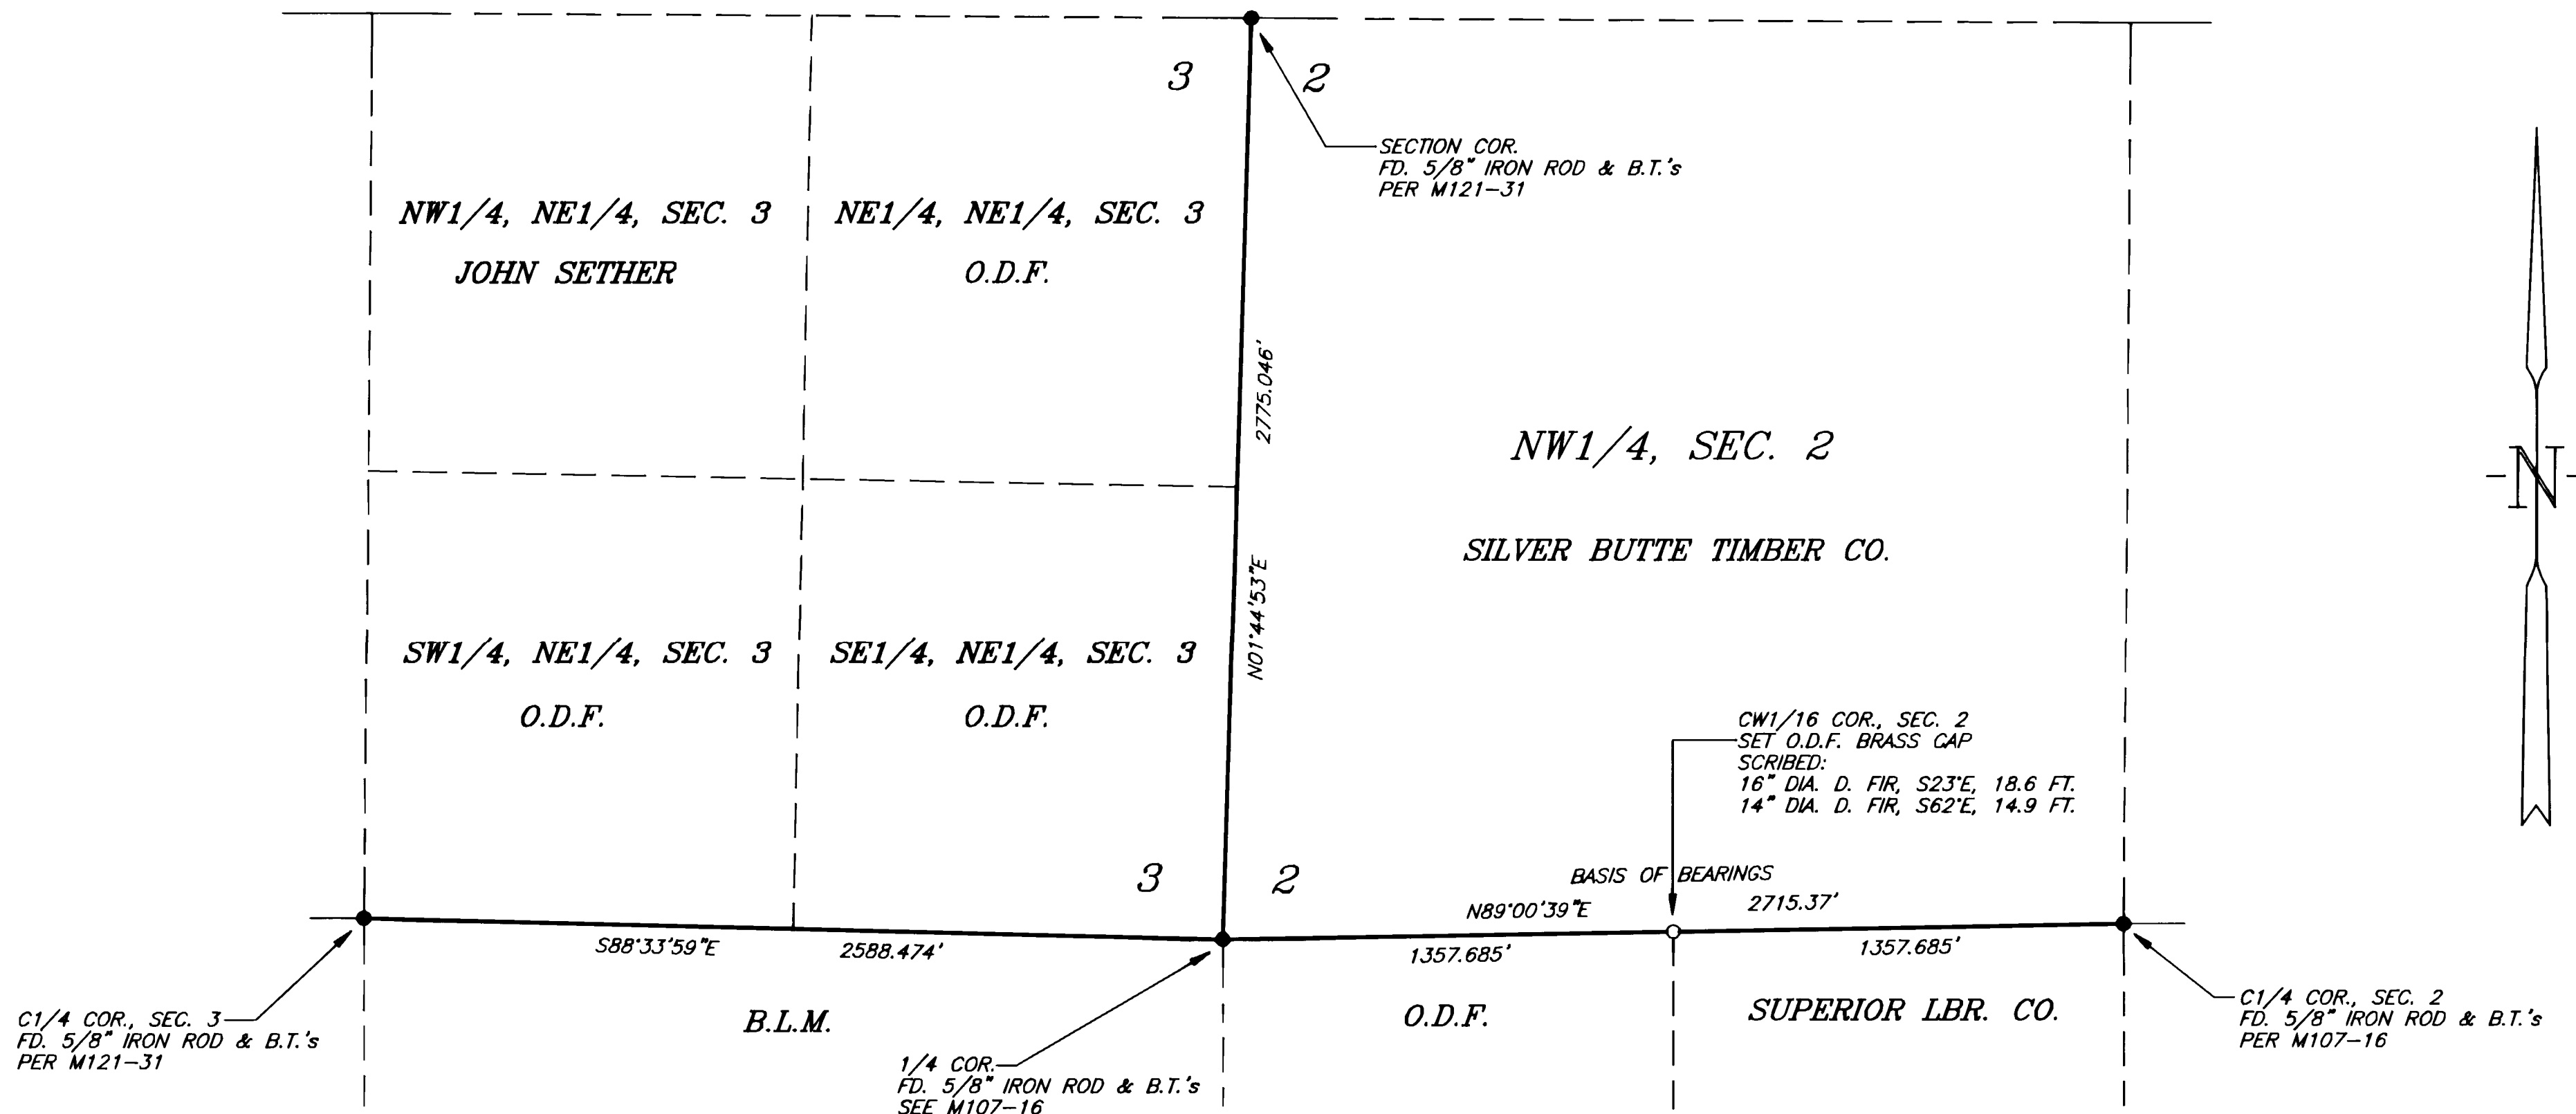 3
2
SECTION COR.
FD. 5/8" IRON ROD & B.T.'s
PER M121-31
NW1/4, NE1/4, SEC. 3
JOHN SETHER
NE1/4, NE1/4, SEC. 3
O.D.F.
2775.046'
N01°44'53"E
NW1/4, SEC. 2
SILVER BUTTE TIMBER CO.
N
SW1/4, NE1/4, SEC. 3
O.D.F.
SE1/4, NE1/4, SEC. 3
O.D.F.
CW1/16 COR., SEC. 2
SET O.D.F. BRASS CAP
SCRIBED:
16" DIA. D. FIR, S23°E, 18.6 FT.
14" DIA. D. FIR, S62°E, 14.9 FT.
3
2
BASIS OF BEARINGS
N89°00'39"E
2715.37'
S88°33'59"E
2588.474'
1357.685'
1357.685'
C1/4 COR., SEC. 3
FD. 5/8" IRON ROD & B.T.'s
PER M121-31
B.L.M.
O.D.F.
SUPERIOR LBR. CO.
C1/4 COR., SEC. 2
FD. 5/8" IRON ROD & B.T.'s
PER M107-16
1/4 COR.
FD. 5/8" IRON ROD & B.T.'s
SEE M107-16